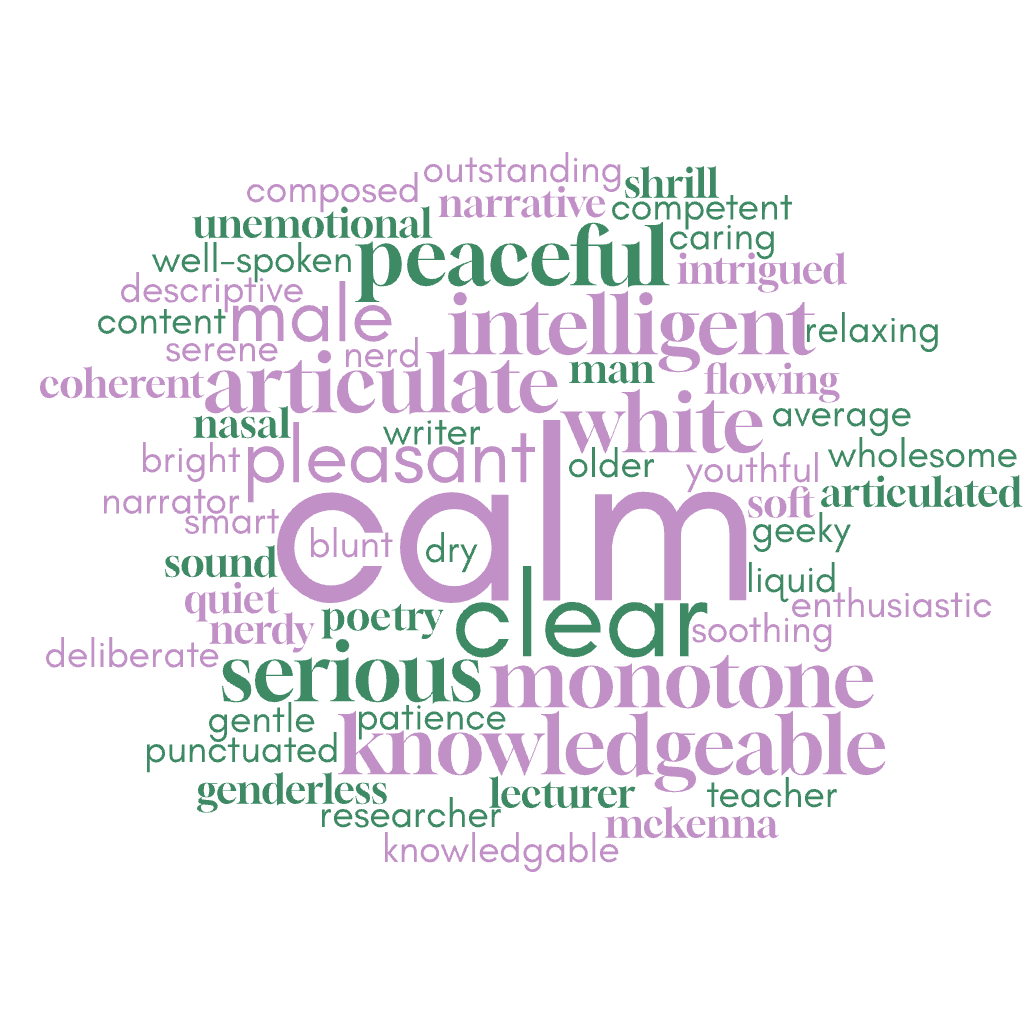 outstanding
composed
shrill
narrative
competent
unemotional
peaceful
caring
well-spoken
intrigued
descriptive
male
intelligent
content
relaxing
serene
nerd
man
flowing
coherent
articulate
white
average
nasal
writer
pleasant
older
wholesome
bright
youthful
articulated
narrator
soft
smart
calm
blunt
dry
geeky
sound
liquid
quiet
enthusiastic
nerdy
poetry
clear
soothing
deliberate
serious
monotone
gentle
patience
punctuated
knowledgeable
genderless
lecturer
teacher
researcher
mckenna
knowledgable